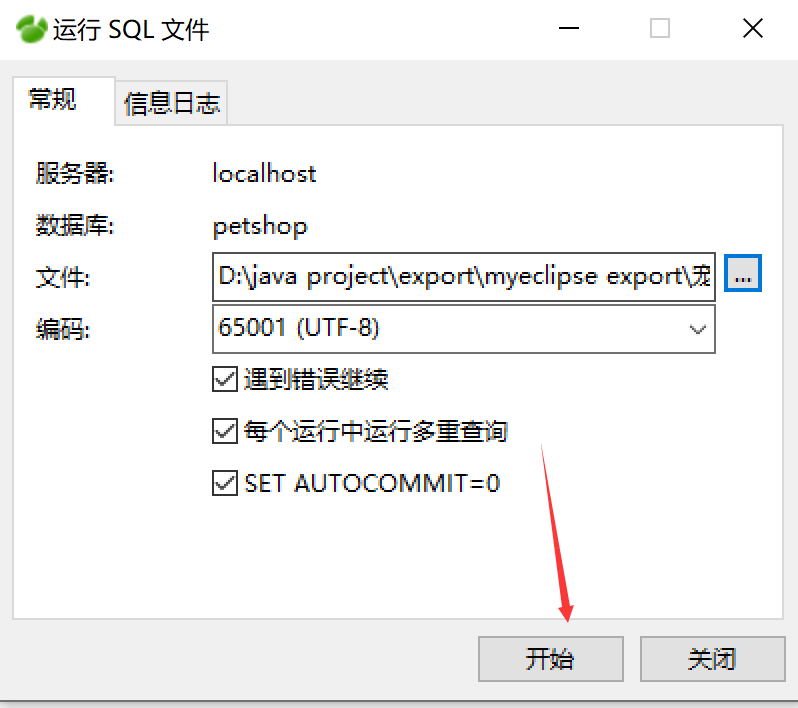 运行 SQL 文件
常规 信息日志
服务器: localhost
数据库: petshop
文件: D:\java project\export\myeclipse export\宠
...
编码: 65001 (UTF-8)
遇到错误继续
每个运行中运行多重查询
SET AUTOCOMMIT=0
开始 关闭